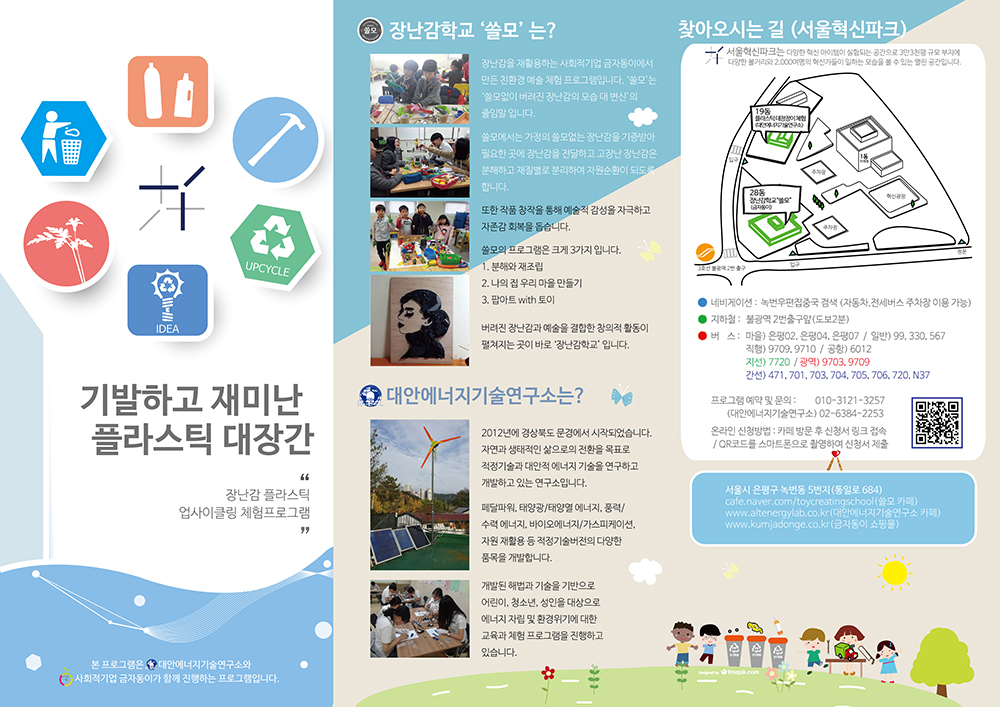 UPCYCLE
IDEA
기발하고 재미난
플라스틱 대장간
“
장난감 플라스틱
업사이클링 체험프로그램
”
본 프로그램은 대안에너지기술연구소와
사회적기업 금자동이가 함께 진행하는 프로그램입니다.
쓸모
장난감학교 ‘쓸모’ 는?
장난감을 재활용하는 사회적기업 금자동이에서
만든 친환경 예술 체험 프로그램입니다. ‘쓸모’는
‘쓸모없이 버려진 장난감의 모습 대 변신’의
줄임말 입니다.
쓸모에서는 가정의 쓸모없는 장난감을 기증받아
필요한 곳에 장난감을 전달하고 고장난 장난감은
분해하고 재질별로 분리하여 자원순환이 되도록
합니다.
또한 작품 창작을 통해 예술적 감성을 자극하고
자존감 회복을 돕습니다.
쓸모의 프로그램은 크게 3가지 입니다.
1. 분해와 재조립
2. 나의 집 우리 마을 만들기
3. 팝아트 with 토이
버려진 장난감과 예술을 결합한 창의적 활동이
펼쳐지는 곳이 바로 ‘장난감학교’ 입니다.
대안에너지기술연구소는?
2012년에 경상북도 문경에서 시작되었습니다.
자연과 생태적인 삶으로의 전환을 목표로
적정기술과 대안적 에너지 기술을 연구하고
개발하고 있는 연구소입니다.
페달파워, 태양광/태양열 에너지, 풍력/
수력 에너지, 바이오에너지/가스피케이션,
자원 재활용 등 적정기술버전의 다양한
품목을 개발합니다.
개발된 해법과 기술을 기반으로
어린이, 청소년, 성인을 대상으로
에너지 자립 및 환경위기에 대한
교육과 체험 프로그램을 진행하고
있습니다.
찾아오시는 길 (서울혁신파크)
서울혁신파크는 다양한 혁신 아이템이 실험되는 공간으로 3만3천평 규모 부지에
다양한 볼거리와 2,000여명의 혁신가들이 일하는 모습을 볼 수 있는 열린 공간입니다.
19동
플라스틱 대장간이 체험
(대안에너지기술연구소)
입구
1동
주차장
28동
장난감학교 “쓸모”
(금자동이)
혁신광장
주차장
3호선 불광역 2번 출구
입구
정문
네비게이션 : 녹번우편집중국 검색 (자동차,전세버스 주차장 이용 가능)
지하철 : 불광역 2번출구앞(도보2분)
버 스 : 마을) 은평02, 은평04, 은평07 / 일반) 99, 330, 567
직행) 9709, 9710 / 공항) 6012
지선) 7720 / 광역) 9703, 9709
간선) 471, 701, 703, 704, 705, 706, 720, N37
프로그램 예약 및 문의 : 010-3121-3257
(대안에너지기술연구소) 02-6384-2253
온라인 신청방법 : 카페 방문 후 신청서 링크 접속
/ QR코드를 스마트폰으로 촬영하여 신청서 제출
서울시 은평구 녹번동 5번지(통일로 684)
cafe.naver.com/toycreatingschool(쓸모 카페)
www.altenergylab.co.kr(대안에너지기술연구소 카페)
www.kumjadonge.co.kr(금자동이 쇼핑몰)
designed by freepik.com